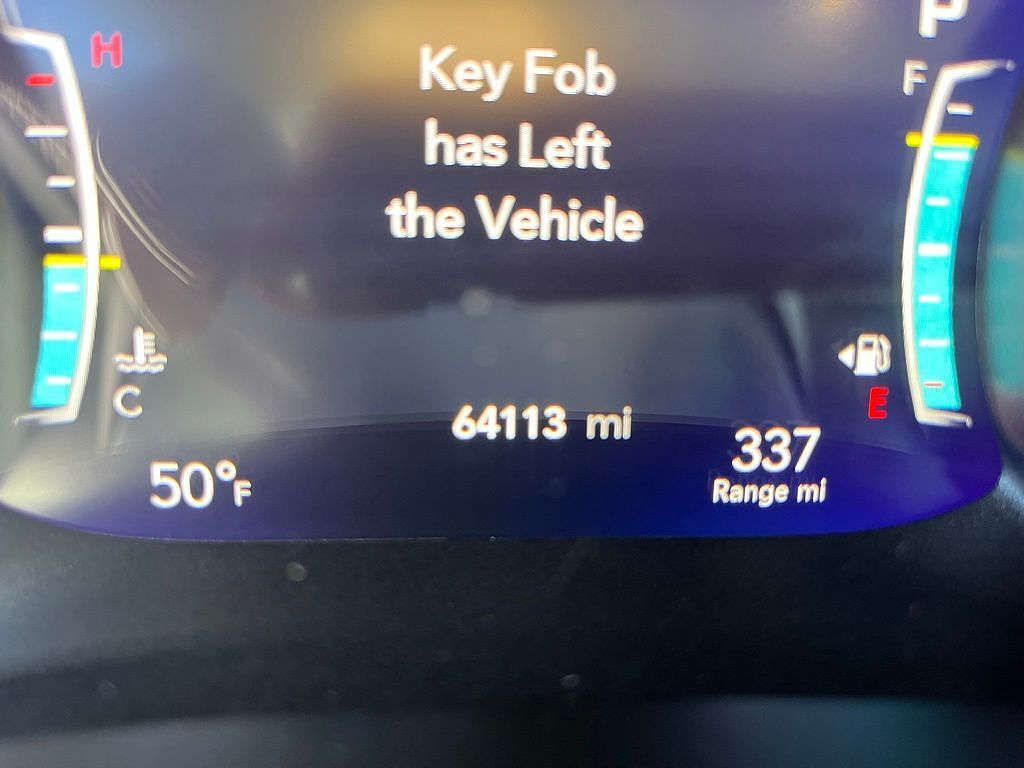 P
H
F
Key Fob
has Left
the Vehicle
C
E
64113 mi
337
Range mi
50°F